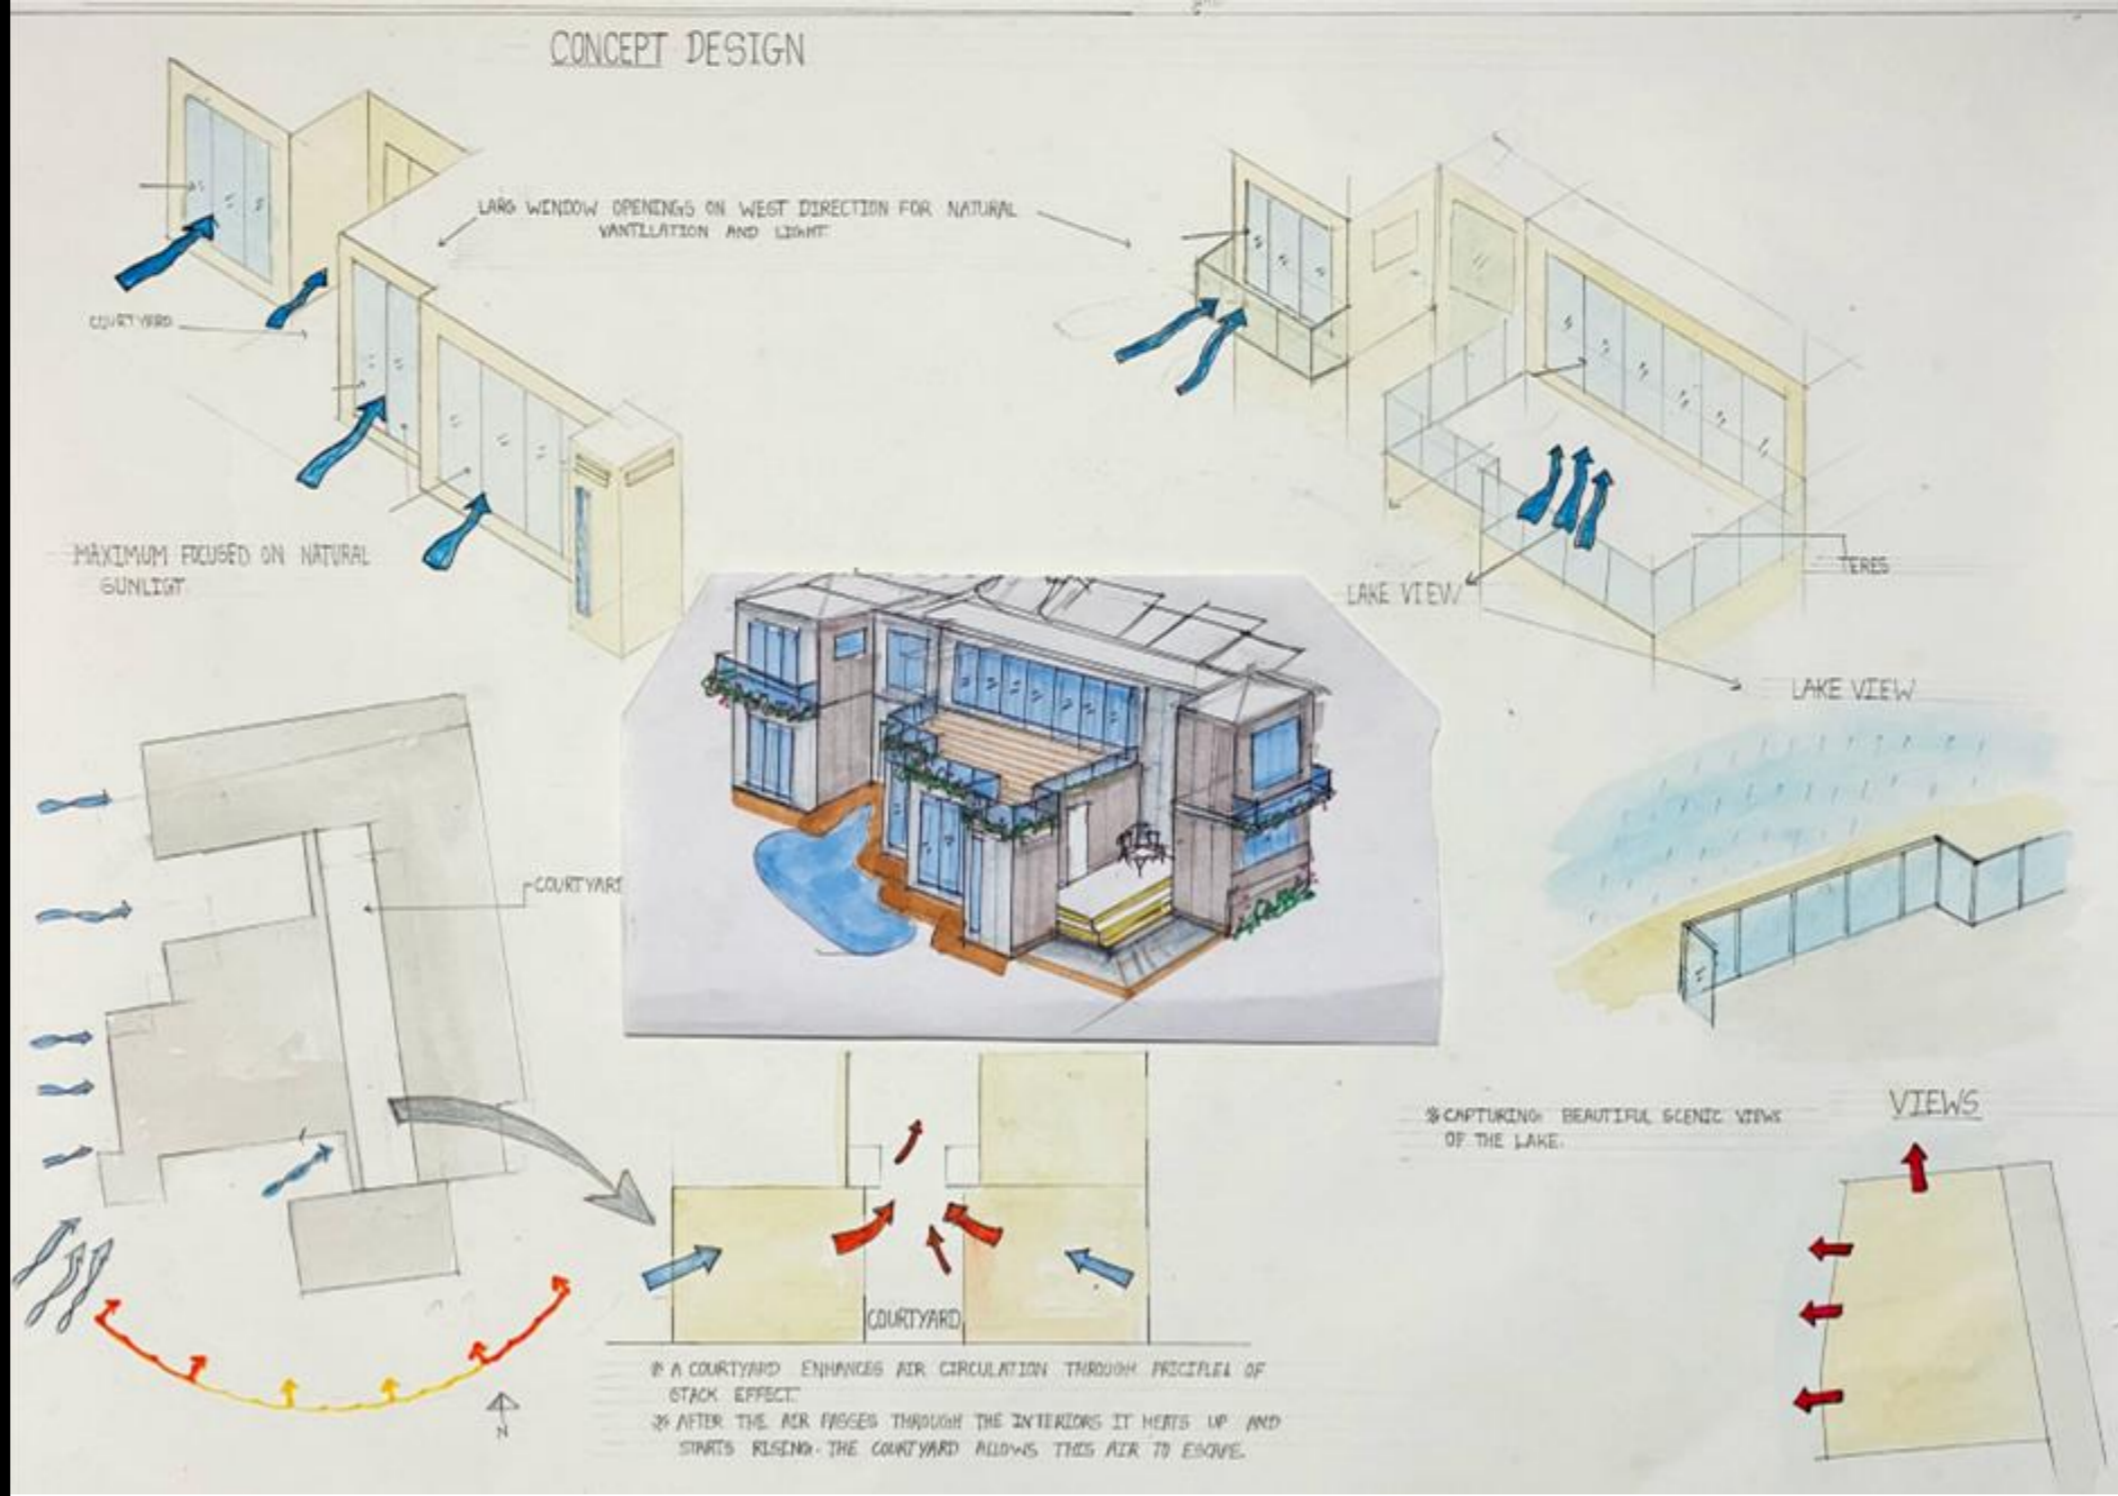 CONCEPT DESIGN
LARG WINDOW OPENINGS ON WEST DIRECTION FOR NATURAL
VANTLLATION AND LIGHT
COURTYARD
MAXIMUM FOCUSED ON NATURAL
SUNLIGT
TERES
LAKE VIEW
LAKE VIEW
COURTYARD
VIEWS
※ CAPTURING BEAUTIFUL SCENIC VIEWS
OF THE LAKE.
COURTYARD
※ A COURTYARD ENHANCES AIR CIRCULATION THROUGH OF
STACK EFFECT
※ AFTER THE AIR PASSES THROUGH THE INTERIORS IT HEATS UP AND
STARTS RISING. THE COURTYARD ALLOWS THIS AIR TO ESCAPE.
N